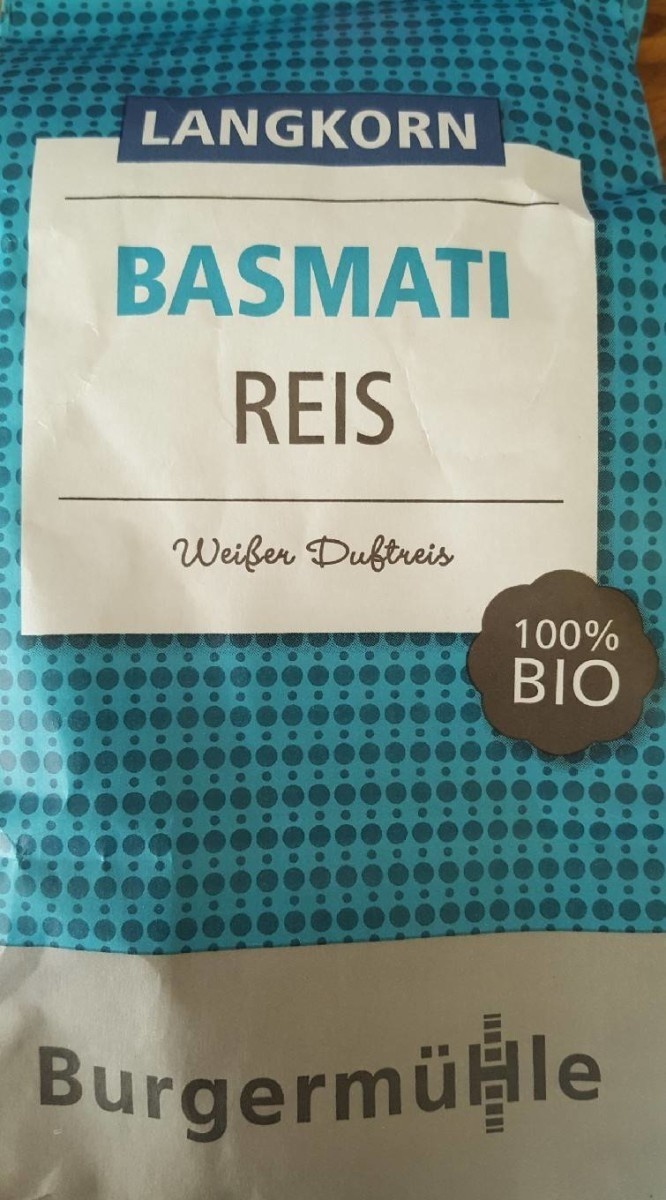 LANGKORN
BASMATI
REIS
Weißer Duftreis
100%
BIO
BurgermüHle